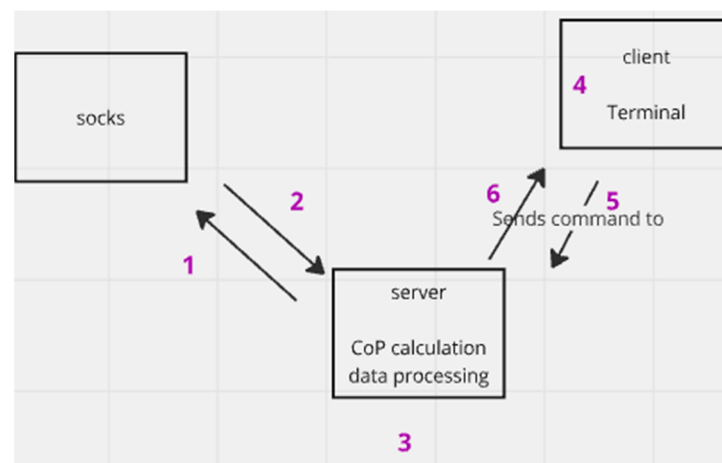 client
4
socks
Terminal
2
6
5
Sends command to
1
server
CoP calculation
data processing
3